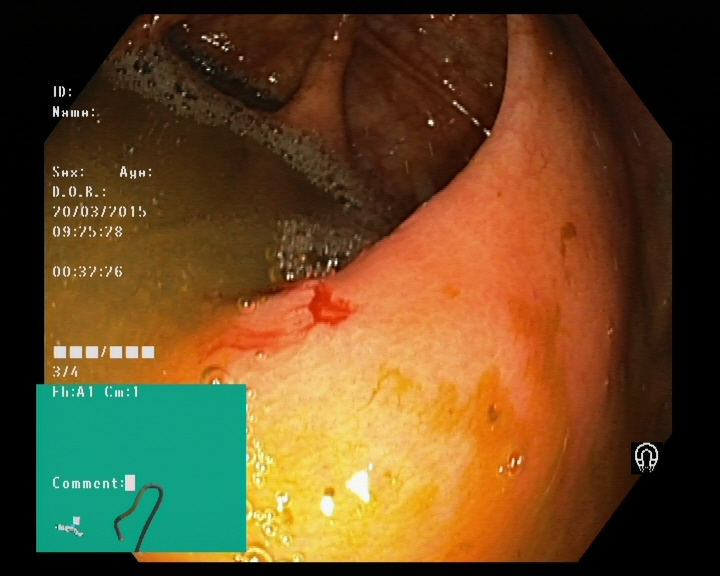 ID:
Name:
Sex: Age:
D.O.R.:
20/03/2015
09:25:28
00:37:26
■■■/■■■
3/4
Eh:A1 Cm:1
Comment: